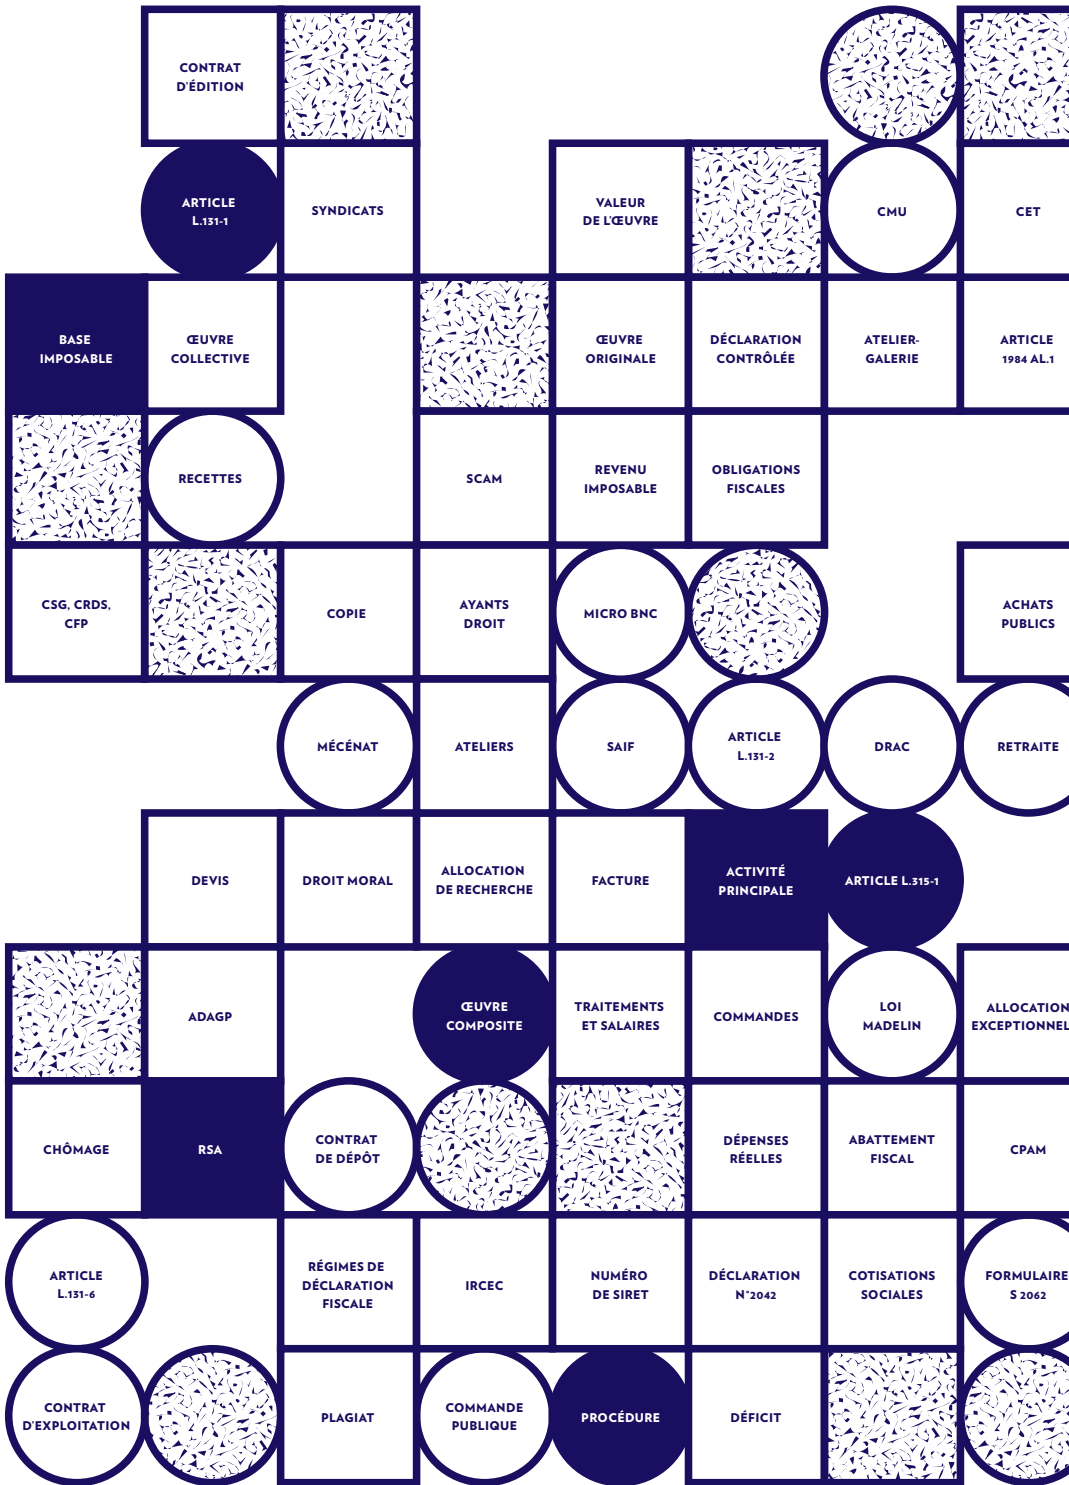 CONTRAT
D'ÉDITION
ARTICLE
L.131-1
SYNDICATS
VALEUR
DE L'ŒUVRE
CMU
CET
BASE
IMPOSABLE
ŒUVRE
COLLECTIVE
ŒUVRE
ORIGINALE
DÉCLARATION
CONTRÔLÉE
ATELIER-
GALERIE
ARTICLE
1984 AL.1
RECETTES
SCAM
REVENU
IMPOSABLE
OBLIGATIONS
FISCALES
CSG, CRDS,
CFP
COPIE
AYANTS
DROIT
MICRO BNC
ACHATS
PUBLICS
MÉCÉNAT
ATELIERS
SAIF
ARTICLE
L.131-2
DRAC
RETRAITE
DEVIS
DROIT MORAL
ALLOCATION
DE RECHERCHE
FACTURE
ACTIVITÉ
PRINCIPALE
ARTICLE L.315-1
ADAGP
ŒUVRE
COMPOSITE
TRAITEMENTS
ET SALAIRES
COMMANDES
LOI
MADELIN
ALLOCATION
EXCEPTIONNEL
CHÔMAGE
RSA
CONTRAT
DE DÉPÔT
DÉPENSES
RÉELLES
ABATTEMENT
FISCAL
CPAM
ARTICLE
L.131-6
RÉGIMES DE
DÉCLARATION
FISCALE
IRCEC
NUMÉRO
DE SIRET
DÉCLARATION
N°2042
COTISATIONS
SOCIALES
FORMULAIRE
S 2062
CONTRAT
D'EXPLOITATION
PLAGIAT
COMMANDE
PUBLIQUE
PROCÉDURE
DÉFICIT